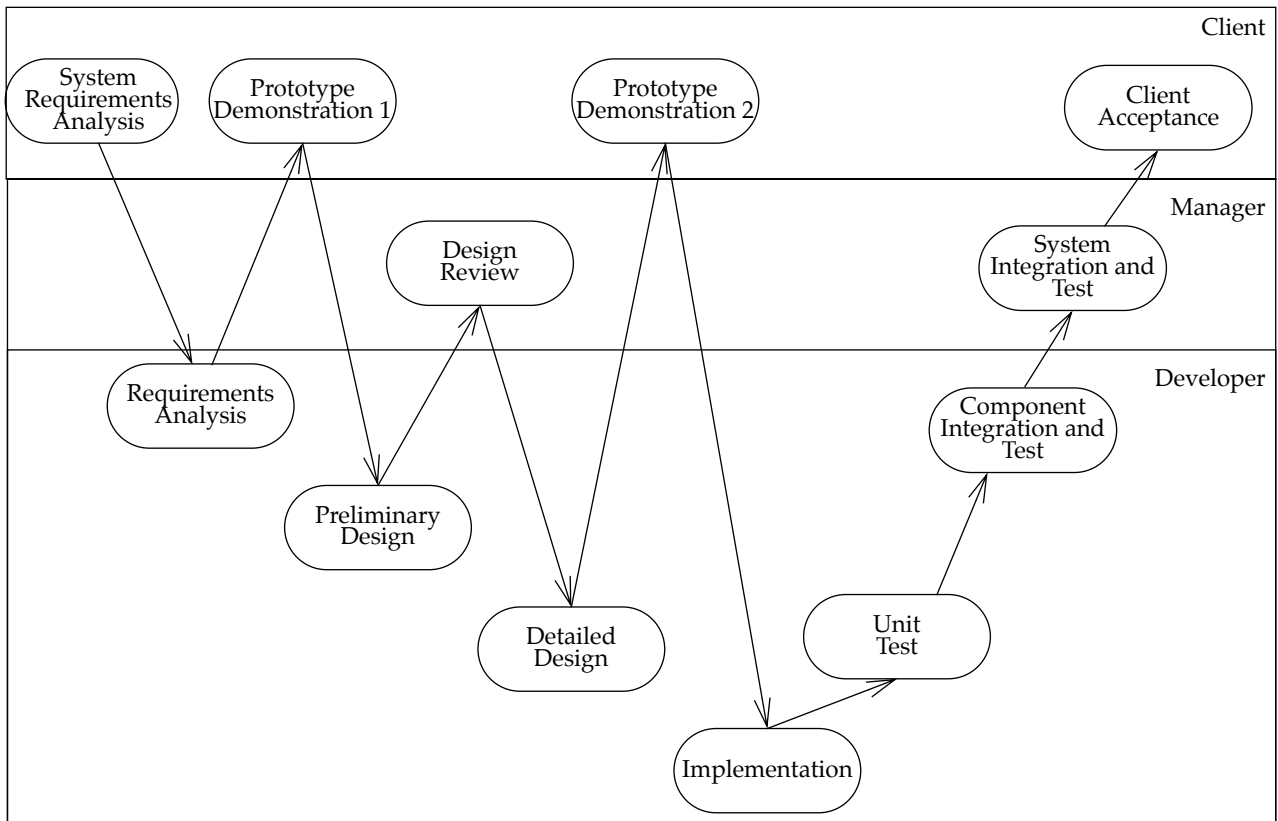 Client
System
Requirements
Analysis
Prototype
Demonstration 1
Prototype
Demonstration 2
Client
Acceptance
Manager
Design
Review
System
Integration and
Test
Developer
Requirements
Analysis
Component
Integration and
Test
Preliminary
Design
Detailed
Design
Unit
Test
Implementation